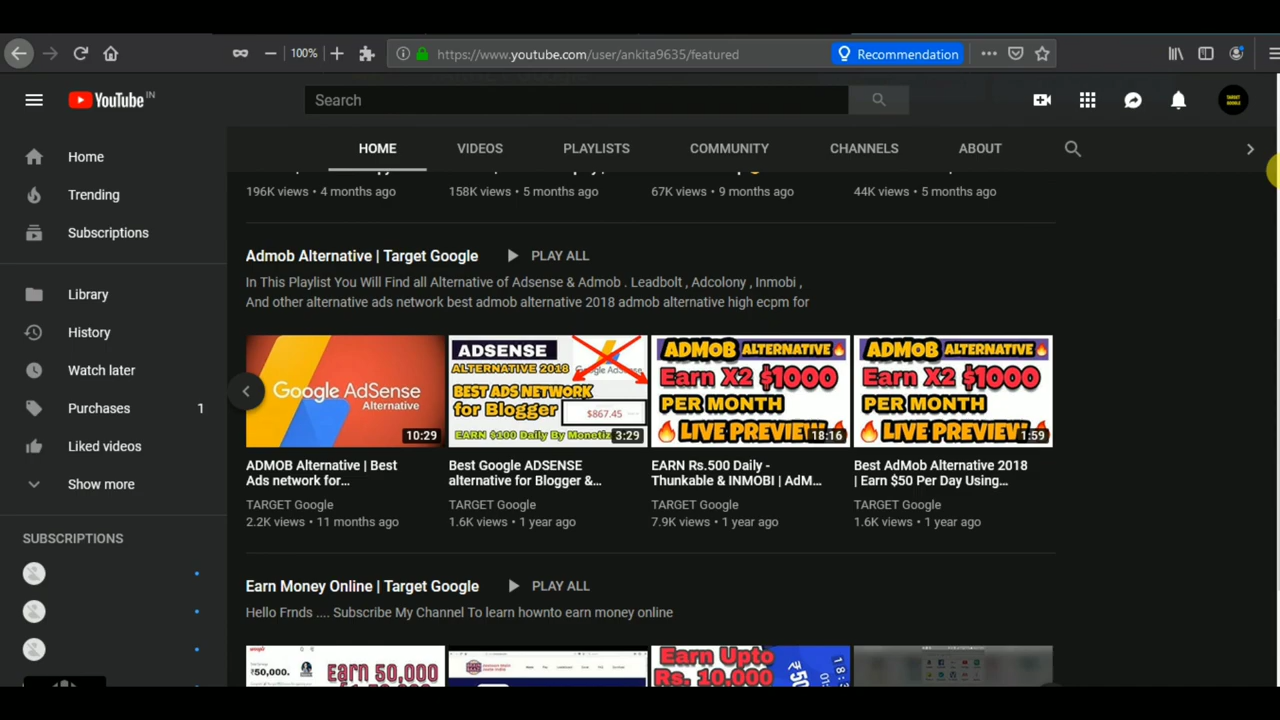 100%
https://www.youtube.com/user/ankita9635/featured
Recommendation
YouTube IN
Search
TARGET GOOGLE
HOME
VIDEOS
PLAYLISTS
COMMUNITY
CHANNELS
ABOUT
Home
Trending
Subscriptions
Library
History
Watch later
Purchases 1
Liked videos
Show more
SUBSCRIPTIONS
196K views • 4 months ago
158K views • 5 months ago
67K views • 9 months ago
44K views • 5 months ago
Admob Alternative | Target Google
PLAY ALL
In This Playlist You Will Find all Alternative of Adsense & Admob . Leadbolt , Adcolony , Inmobi ,
And other alternative ads network best admob alternative 2018 admob alternative high ecpm for
Google AdSense
Alternative
10:29
ADMOB Alternative | Best
Ads network for...
TARGET Google
2.2K views • 11 months ago
ADSENSE
ALTERNATIVE 2018
BEST ADS NETWORK
for Blogger
$867.45
EARN $100 Daily By Monetiz
3:29
Best Google ADSENSE
alternative for Blogger &...
TARGET Google
1.6K views • 1 year ago
ADMOB ALTERNATIVE
Earn X2 $1000
PER MONTH
LIVE PREVIEW
18:16
EARN Rs.500 Daily -
Thunkable & INMOBI | AdM...
TARGET Google
7.9K views • 1 year ago
ADMOB ALTERNATIVE
Earn X2 $1000
PER MONTH
LIVE PREVIEW
1:59
Best AdMob Alternative 2018
| Earn $50 Per Day Using...
TARGET Google
1.6K views • 1 year ago
Earn Money Online | Target Google
PLAY ALL
Hello Frnds .... Subscribe My Channel To learn howto earn money online
₹50,000.
Earn 50,000
Earn Upto
Rs. 10,000